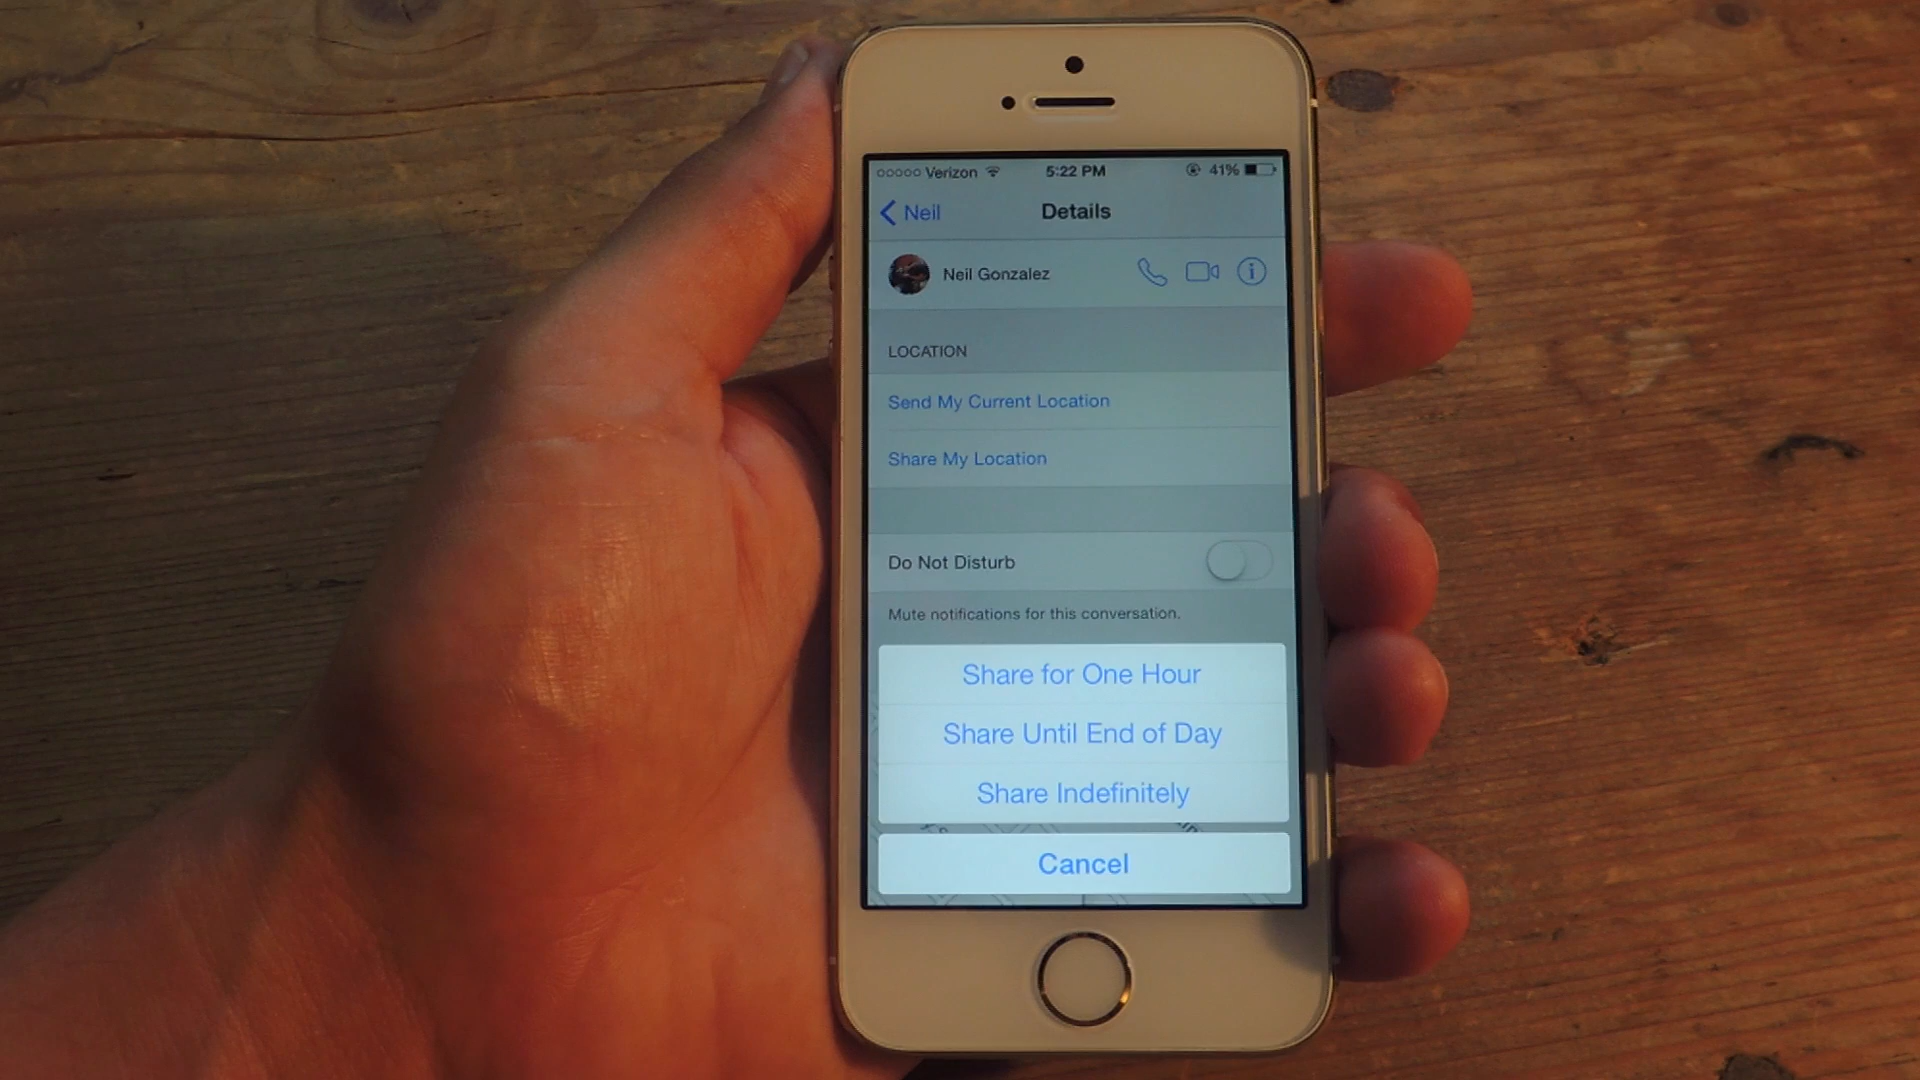 Verizon 5:22 PM 41%
Neil Details
Neil Gonzalez
LOCATION
Send My Current Location
Share My Location
Do Not Disturb
Mute notifications for this conversation.
Share for One Hour
Share Until End of Day
Share Indefinitely
Cancel